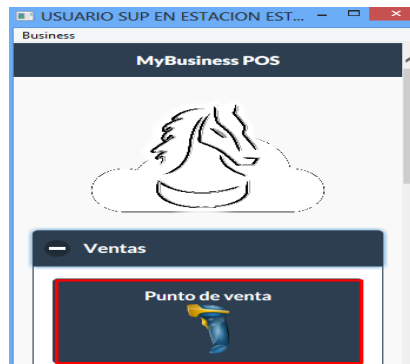 USUARIO SUP EN ESTACION EST...
Business
MyBusiness POS
Ventas
Punto de venta